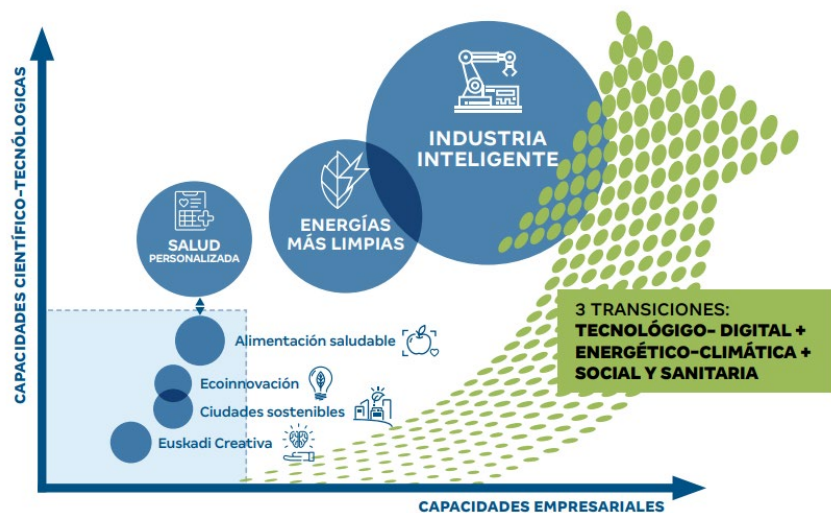 CAPACIDADES CIENTÍFICO-TECNÓLOGICAS
INDUSTRIA
INTELIGENTE
ENERGÍAS
MÁS LIMPIAS
SALUD
PERSONALIZADA
Alimentación saludable
Ecoinnovación
Ciudades sostenibles
Euskadi Creativa
3 TRANSICIONES:
TECNOLÓGIGO- DIGITAL +
ENERGÉTICO-CLIMÁTICA +
SOCIAL Y SANITARIA
CAPACIDADES EMPRESARIALES